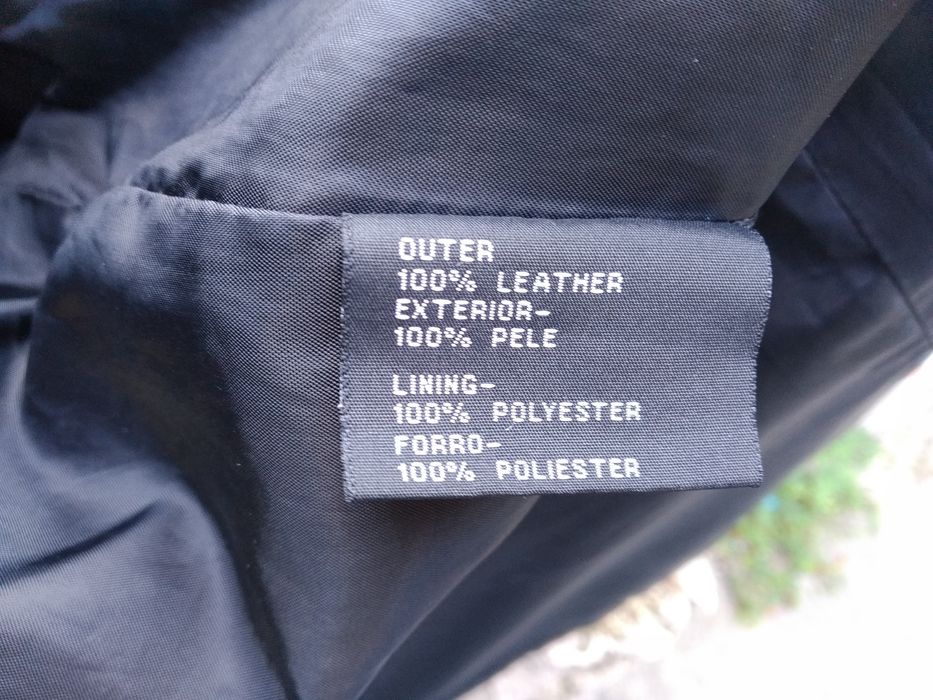 OUTER
100% LEATHER
EXTERIOR-
100% PELE
LINING-
100% POLYESTER
FORRO-
100% POLIESTER